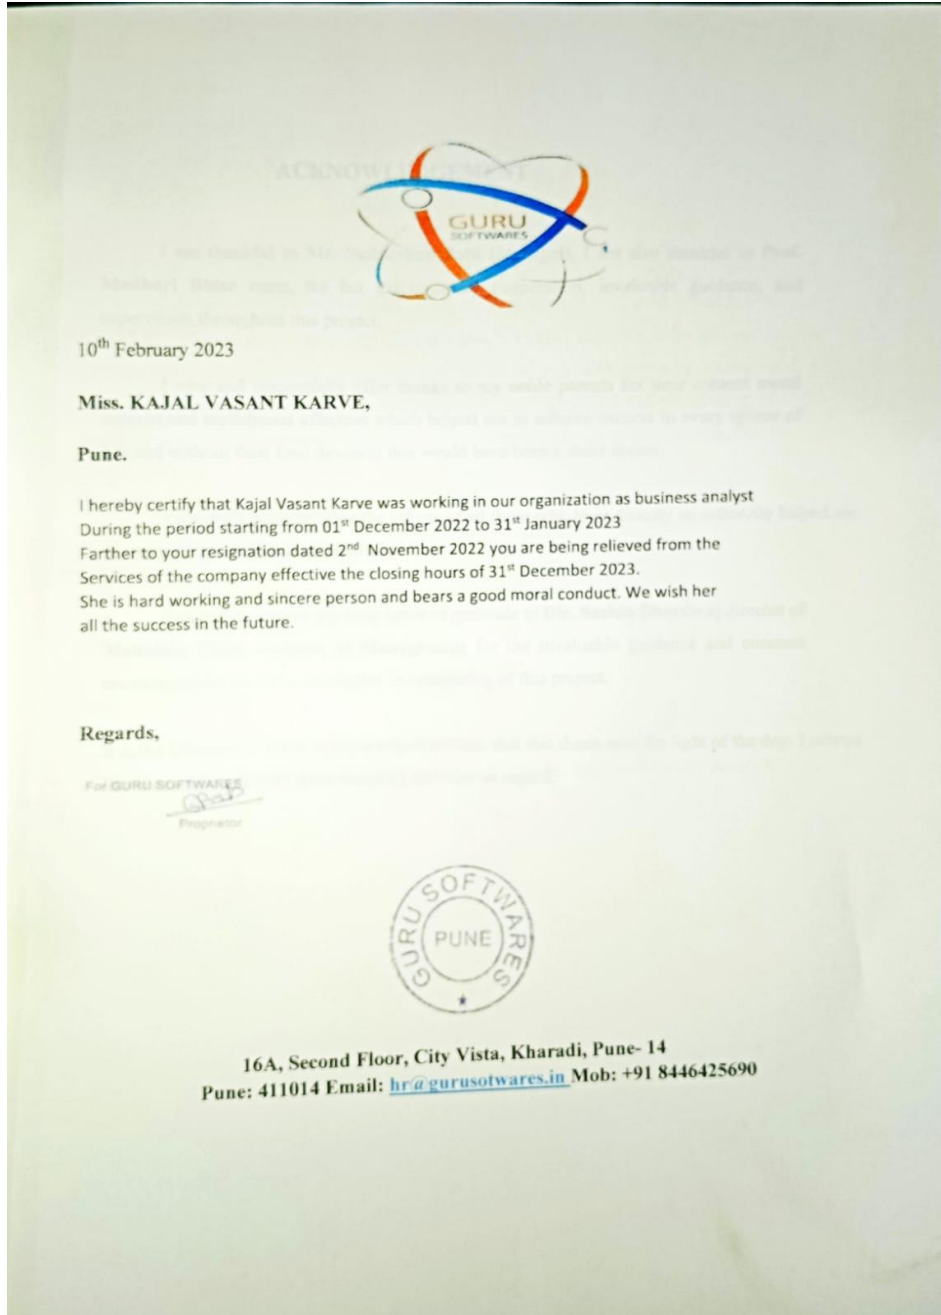 GURU
SOFTWARES
ACKNOWLEDGEMENT
10th February 2023
Miss. KAJAL VASANT KARVE,
Pune.
I hereby certify that Kajal Vasant Karve was working in our organization as business analyst
During the period starting from 01st December 2022 to 31st January 2023
Farther to your resignation dated 2nd November 2022 you are being relieved from the
Services of the company effective the closing hours of 31st December 2023.
She is hard working and sincere person and bears a good moral conduct. We wish her
all the success in the future.
Regards,
For GURU SOFTWARES
Proprietor
GURU SOFTWARES
PUNE
16A, Second Floor, City Vista, Kharadi, Pune- 14
Pune: 411014 Email: hr@gurusotwares.in Mob: +91 8446425690